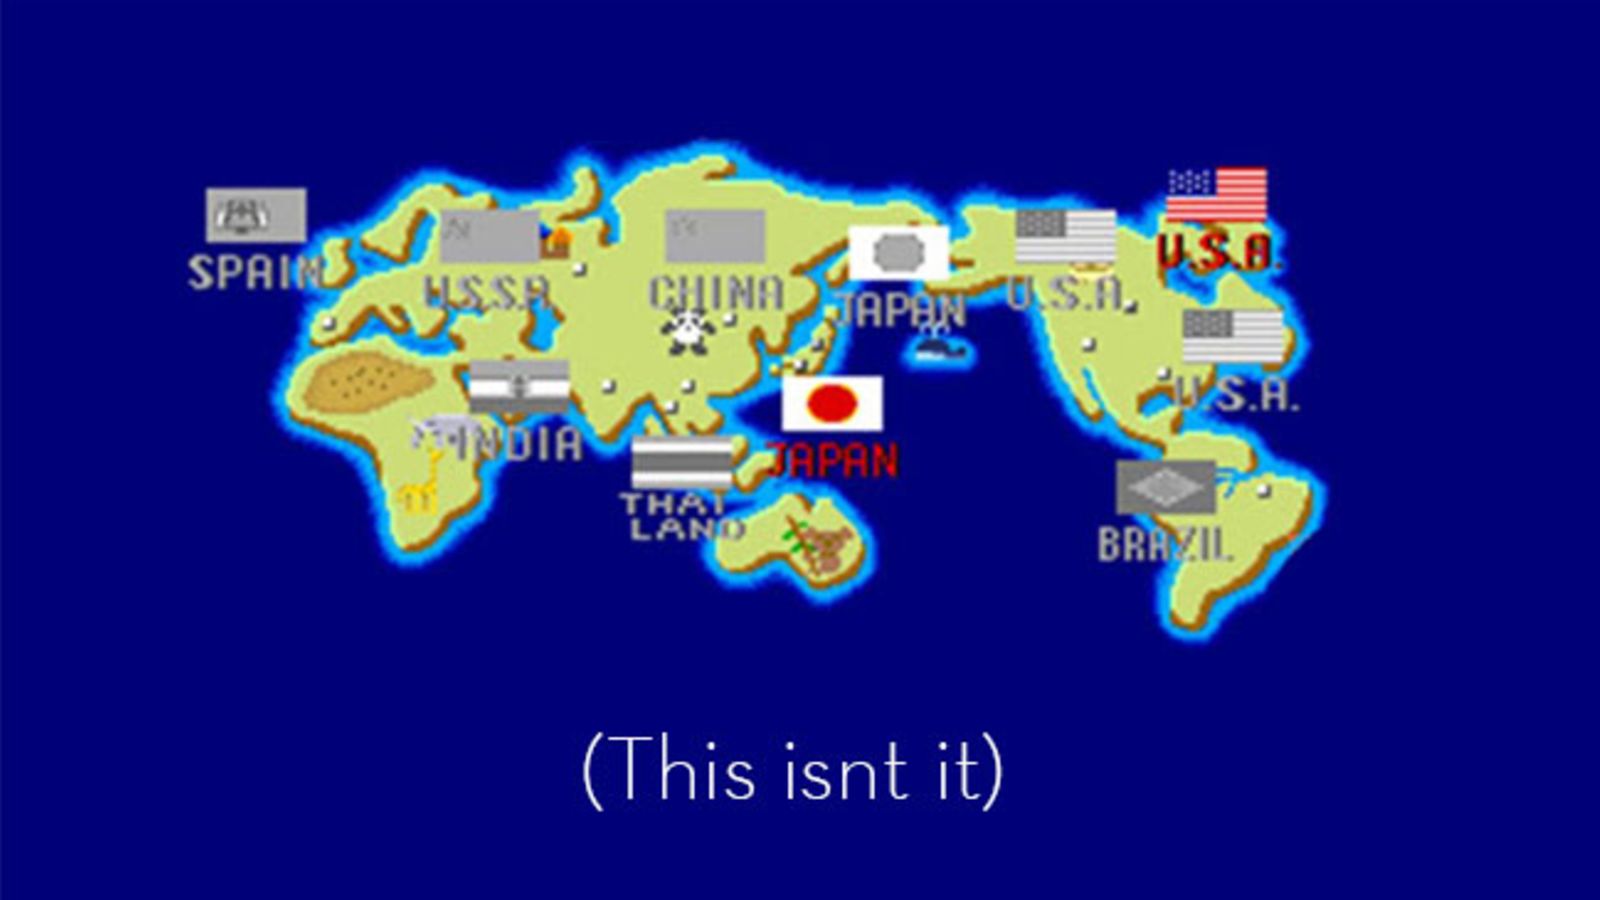 SPAIN
U.S.S.R.
CHINA
JAPAN
U.S.A.
U.S.A.
U.S.A.
INDIA
THAI
LAND
JAPAN
BRAZIL
(This isnt it)